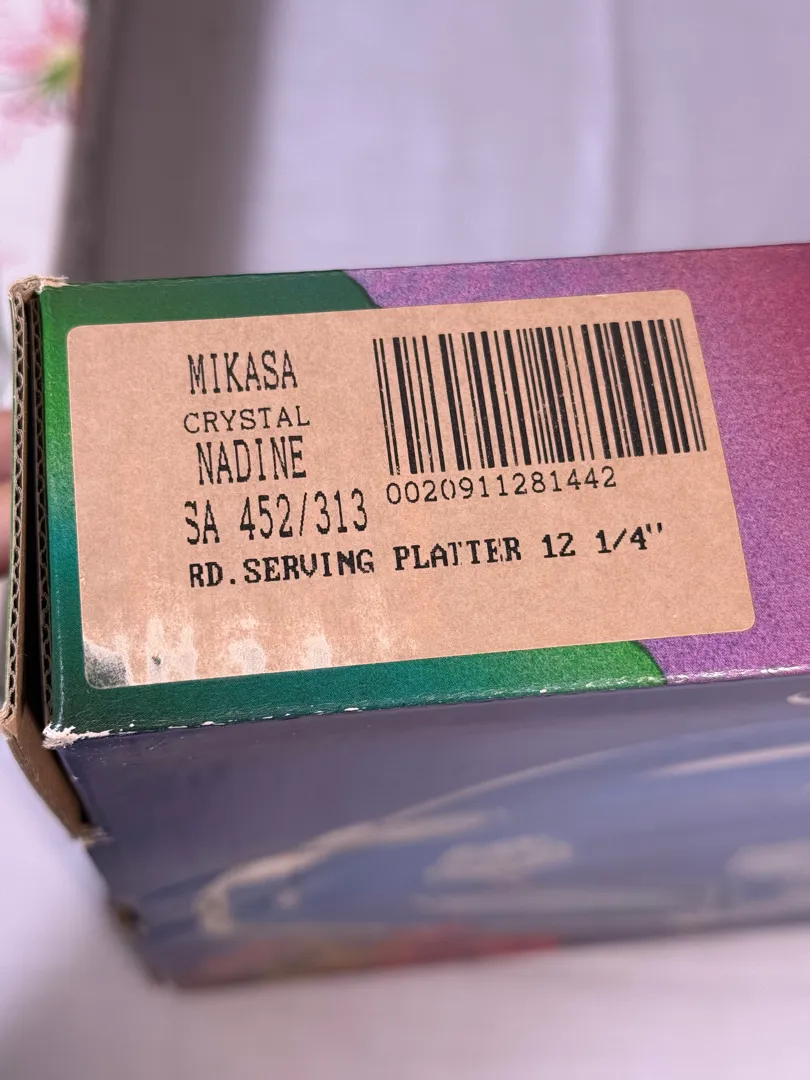 MIKASA
CRYSTAL
NADINE
SA 452/313
0020911281442
RD.SERVING PLATTER 12 1/4"